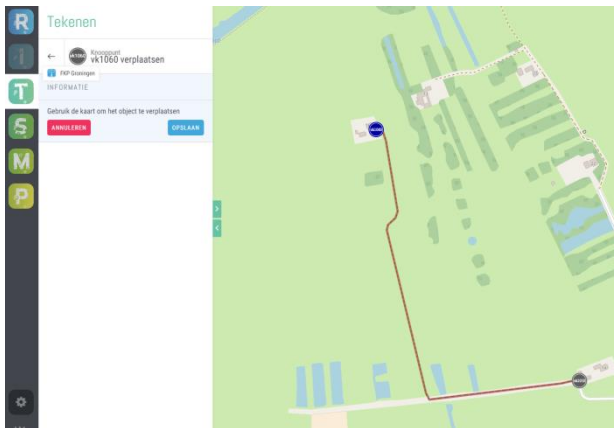 R
Tekenen
Knooppunt
← vk1060 verplaatsen
FKP Groningen
T
INFORMATIE
Gebruik de kaart om het object te verplaatsen
ANNULEREN
OPSLAAN
S
M
P